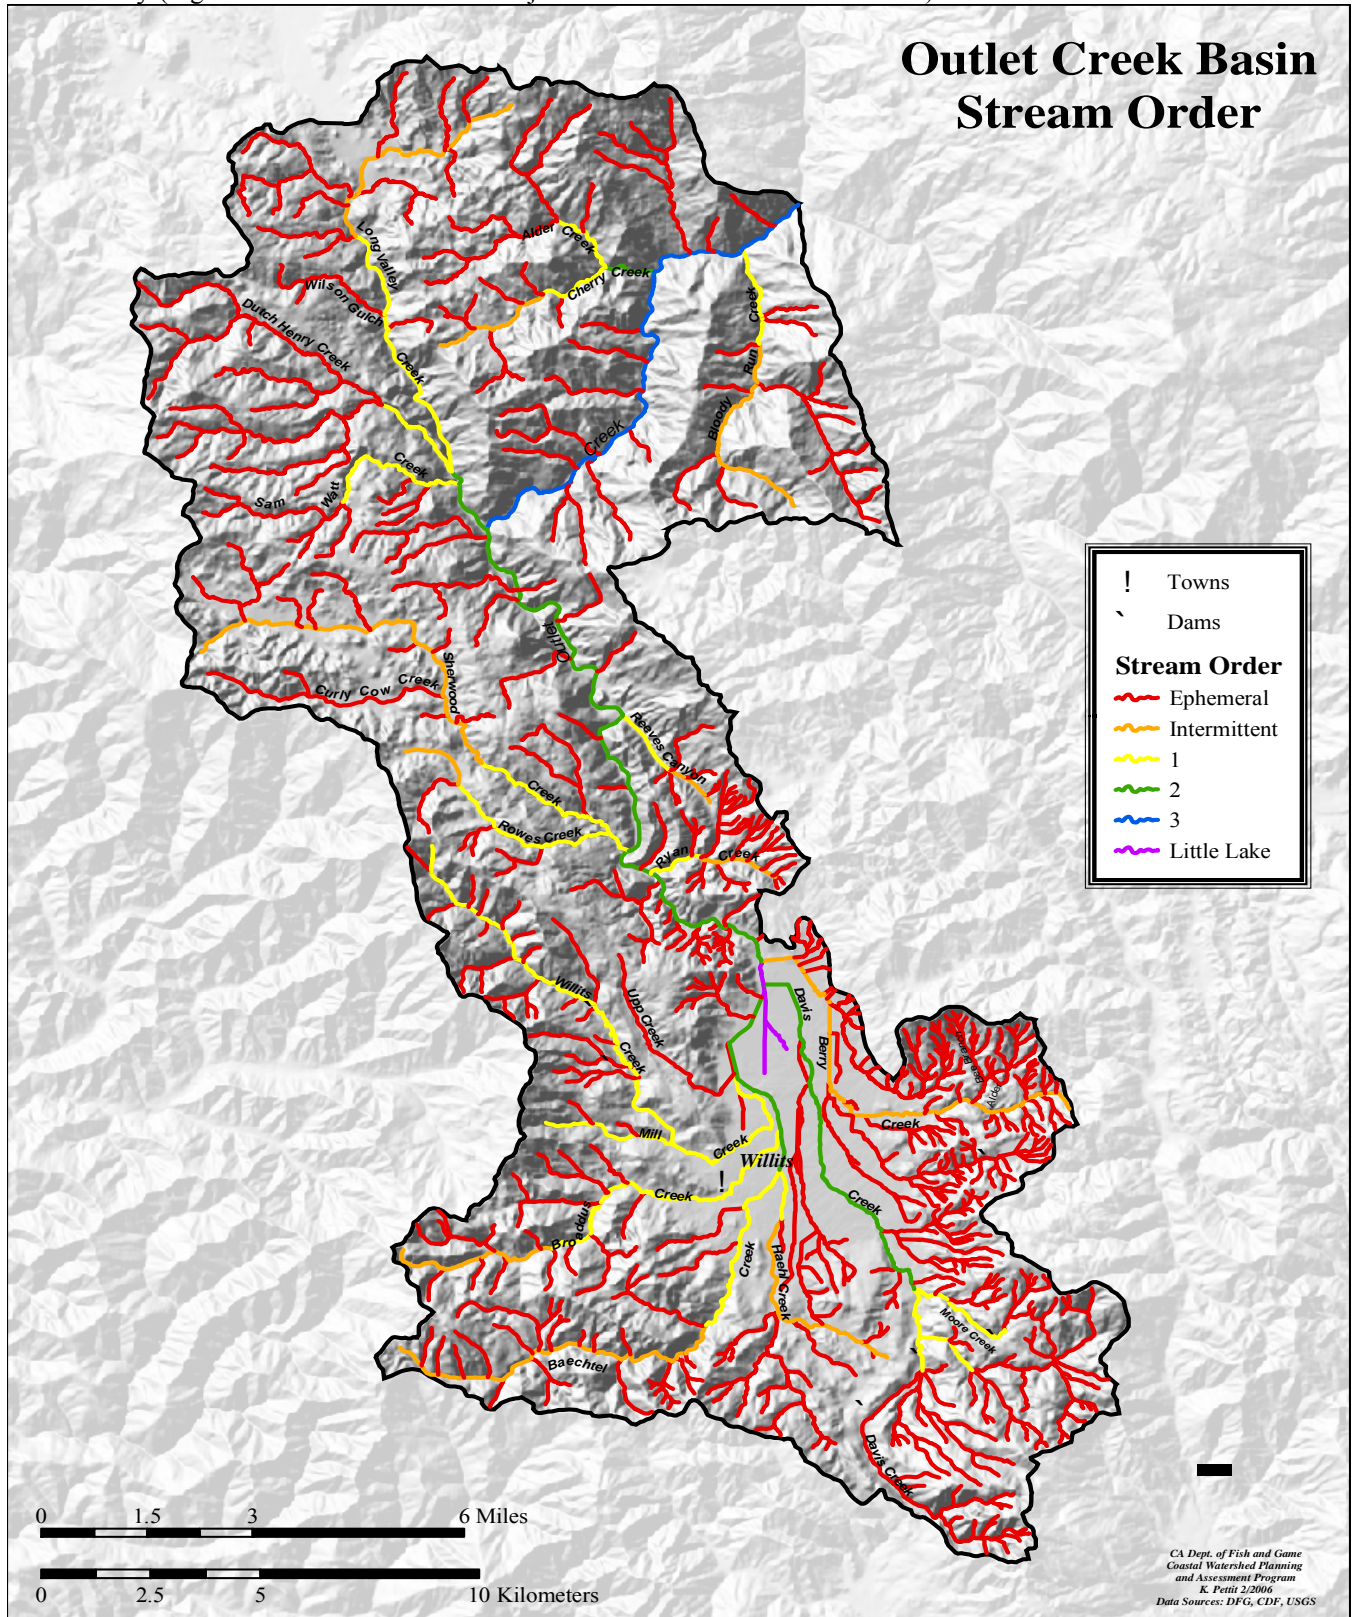 Outlet Creek Basin
Stream Order
Alder Creek
Long Valley
Creek
Cherry Creek
Wilson Gulch
Dutch Henry Creek
Creek
Run
Bloody
Creek
Creek
Sam
Watt
Outlet
Sherwood
Curly Cow Creek
Reeves Canyon
Creek
Rowes Creek
Ryan Creek
Willits
Creek
Upp Creek
Davis
Berry
Creek
Mill
Creek
Willits
!
Creek
Broaddus
Creek
Creek
Haehl Creek
Moore Creek
Baechtel
Davis Creek
! Towns
Dams
Stream Order
Ephemeral
Intermittent
1
2
3
Little Lake
0 1.5 3 6 Miles
0 2.5 5 10 Kilometers
CA Dept. of Fish and Game
Coastal Watershed Planning
and Assessment Program
K. Pettit 2/2006
Data Sources: DFG, CDF, USGS